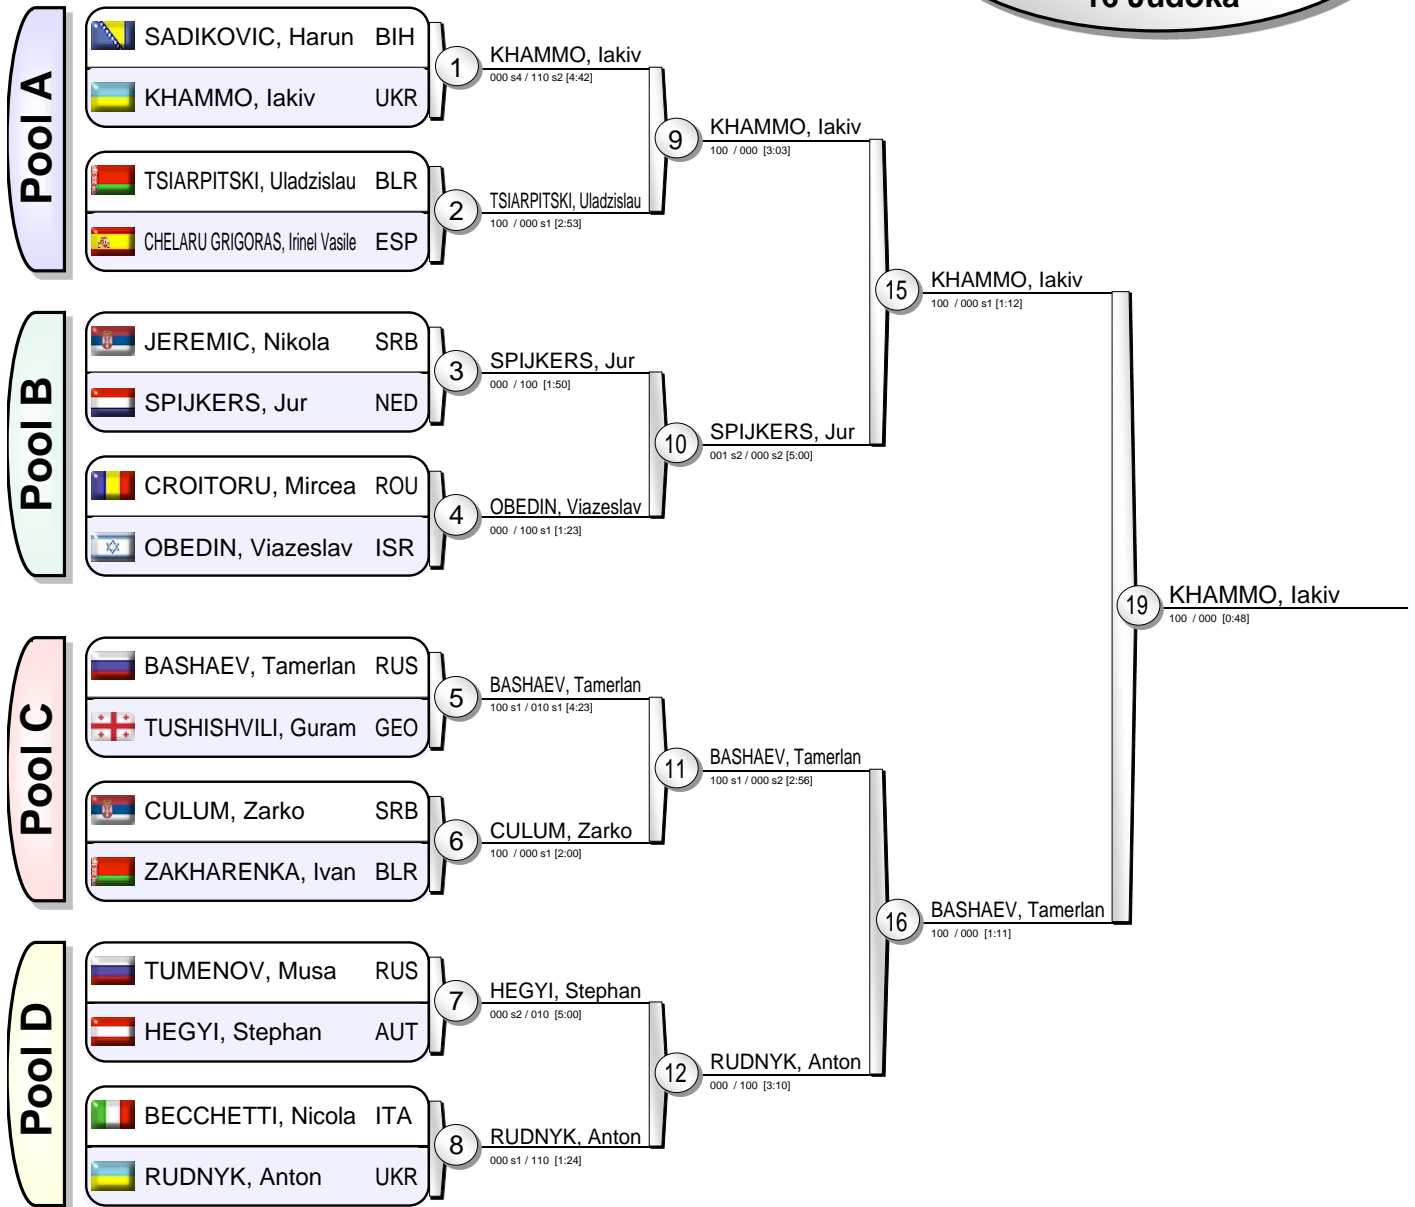 16 Judoka
Pool A
SADIKOVIC, Harun BIH
KHAMMO, Iakiv UKR
1
KHAMMO, Iakiv
000 s4 / 110 s2 [4:42]
TSIARPITSKI, Uladzislau BLR
CHELARU GRIGORAS, Irinel Vasile ESP
2
TSIARPITSKI, Uladzislau
100 / 000 s1 [2:53]
9
KHAMMO, Iakiv
100 / 000 [3:03]
Pool B
JEREMIC, Nikola SRB
SPIJKERS, Jur NED
3
SPIJKERS, Jur
000 / 100 [1:50]
CROITORU, Mircea ROU
OBEDIN, Viazeslav ISR
4
OBEDIN, Viazeslav
000 / 100 s1 [1:23]
10
SPIJKERS, Jur
001 s2 / 000 s2 [5:00]
15
KHAMMO, Iakiv
100 / 000 s1 [1:12]
Pool C
BASHAEV, Tamerlan RUS
TUSHISHVILI, Guram GEO
5
BASHAEV, Tamerlan
100 s1 / 010 s1 [4:23]
CULUM, Zarko SRB
ZAKHARENKA, Ivan BLR
6
CULUM, Zarko
100 / 000 s1 [2:00]
11
BASHAEV, Tamerlan
100 s1 / 000 s2 [2:56]
Pool D
TUMENOV, Musa RUS
HEGYI, Stephan AUT
7
HEGYI, Stephan
000 s2 / 010 [5:00]
BECCHETTI, Nicola ITA
RUDNYK, Anton UKR
8
RUDNYK, Anton
000 s1 / 110 [1:24]
12
RUDNYK, Anton
000 / 100 [3:10]
16
BASHAEV, Tamerlan
100 / 000 [1:11]
19
KHAMMO, Iakiv
100 / 000 [0:48]